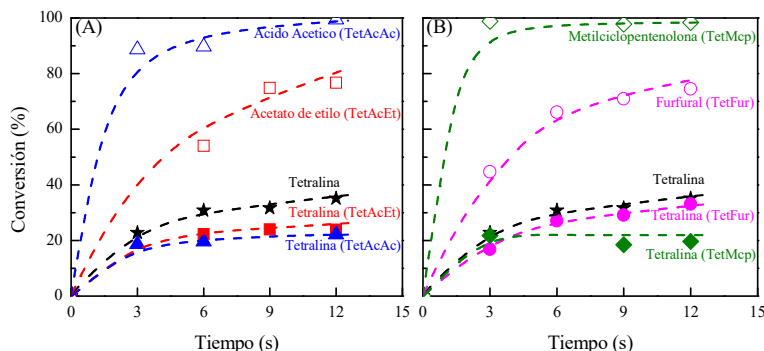 (A)
Acido Acetico (TetAcAc)
Acetato de etilo (TetAcEt)
Tetralina
Tetralina (TetAcEt)
Tetralina (TetAcAc)
Conversión (%)
100
80
60
40
20
0
0 3 6 9 12 15
Tiempo (s)
(B)
Metilciclopentenolona (TetMcp)
Furfural (TetFur)
Tetralina
Tetralina (TetFur)
Tetralina (TetMcp)
0 3 6 9 12 15
Tiempo (s)